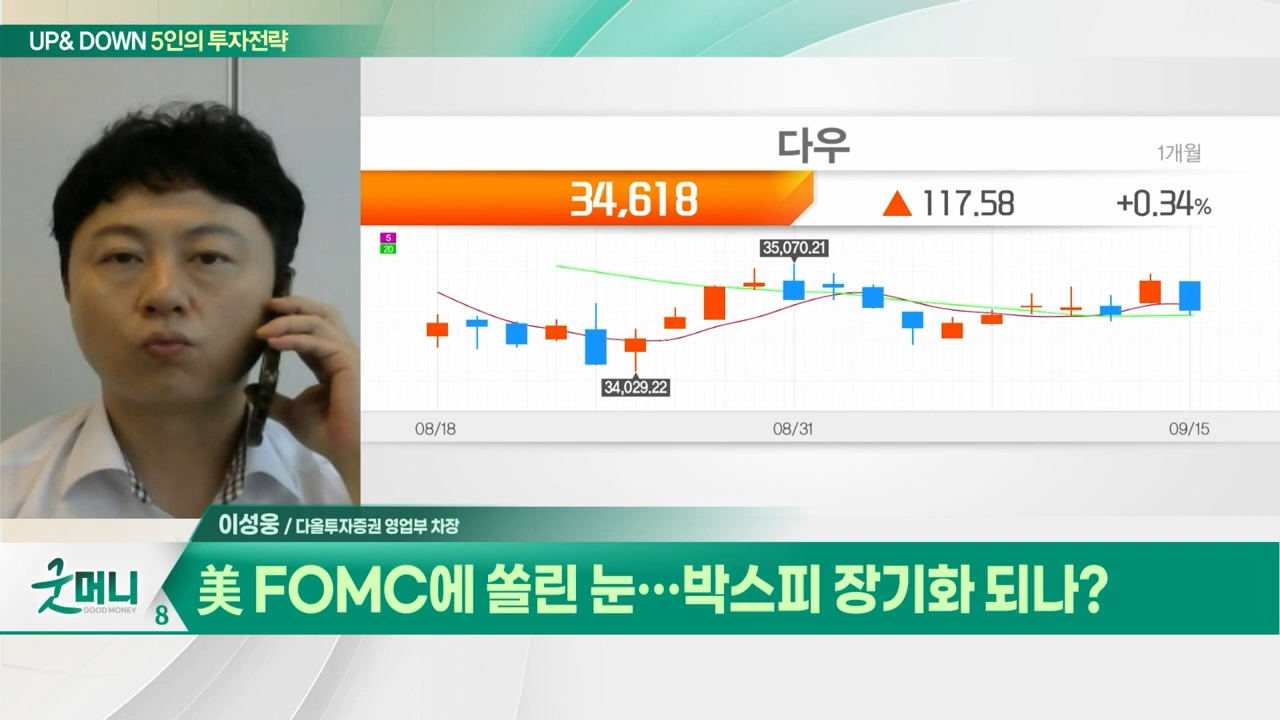 UP& DOWN 5인의 투자전략
다우
1개월
34,618
▲ 117.58
+0.34%
5
20
35,070.21
34,029.22
08/18
08/31
09/15
이성웅 / 다올투자증권 영업부 차장
굿머니
GOOD MONEY
8
美 FOMC에 쏠린 눈…박스피 장기화 되나?